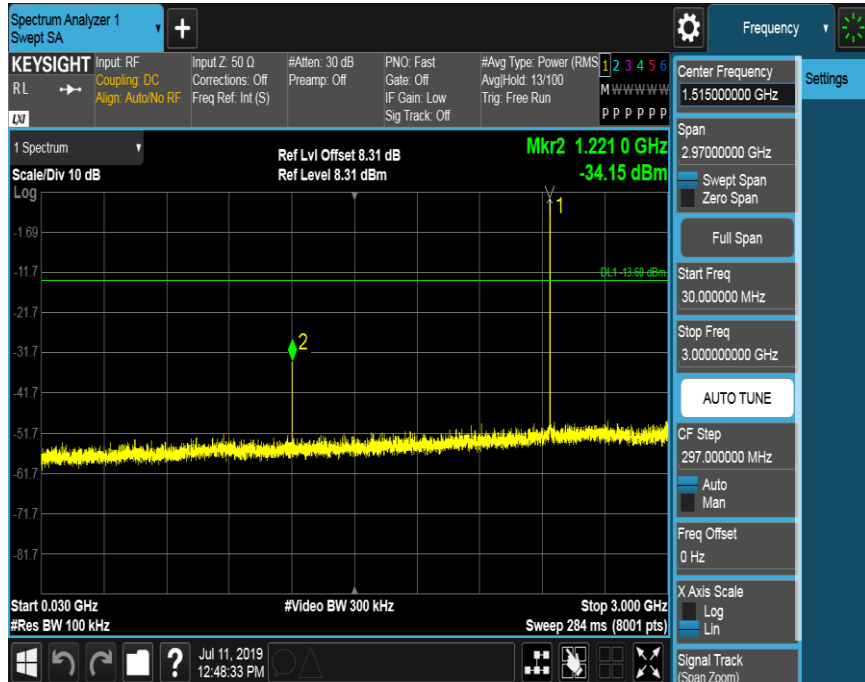 Spectrum Analyzer 1
Swept SA
+
Frequency
KEYSIGHT
RL
LXI
Input: RF
Coupling: DC
Align: Auto/No RF
Input Z: 50 Ω
Corrections: Off
Freq Ref: Int (S)
#Atten: 30 dB
Preamp: Off
PNO: Fast
Gate: Off
IF Gain: Low
Sig Track: Off
#Avg Type: Power (RMS
Avg|Hold: 13/100
Trig: Free Run
1 2 3 4 5 6
M W W W W W
P P P P P P
1 Spectrum
Scale/Div 10 dB
Log
Ref Lvl Offset 8.31 dB
Ref Level 8.31 dBm
Mkr2 1.221 0 GHz
-34.15 dBm
1
-1.69
-11.7
DL1 -13.60 dBm
-21.7
2
-31.7
-41.7
-51.7
-61.7
-71.7
-81.7
Start 0.030 GHz
#Res BW 100 kHz
#Video BW 300 kHz
Stop 3.000 GHz
Sweep 284 ms (8001 pts)
?
Jul 11, 2019
12:48:33 PM
Center Frequency
1.515000000 GHz
Span
2.97000000 GHz
Swept Span
Zero Span
Full Span
Start Freq
30.000000 MHz
Stop Freq
3.000000000 GHz
AUTO TUNE
CF Step
297.000000 MHz
Auto
Man
Freq Offset
0 Hz
X Axis Scale
Log
Lin
Signal Track
(Span Zoom)
Settings